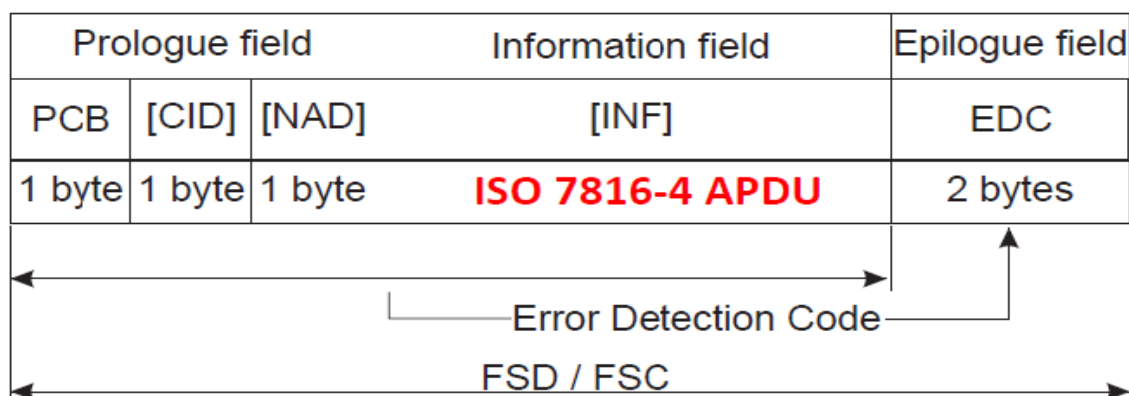 Prologue field Information field Epilogue field
PCB [CID] [NAD] [INF] EDC
1 byte 1 byte 1 byte ISO 7816-4 APDU 2 bytes
Error Detection Code
FSD / FSC